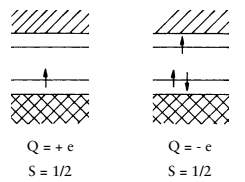 Q = + e
Q = - e
S = 1/2
S = 1/2